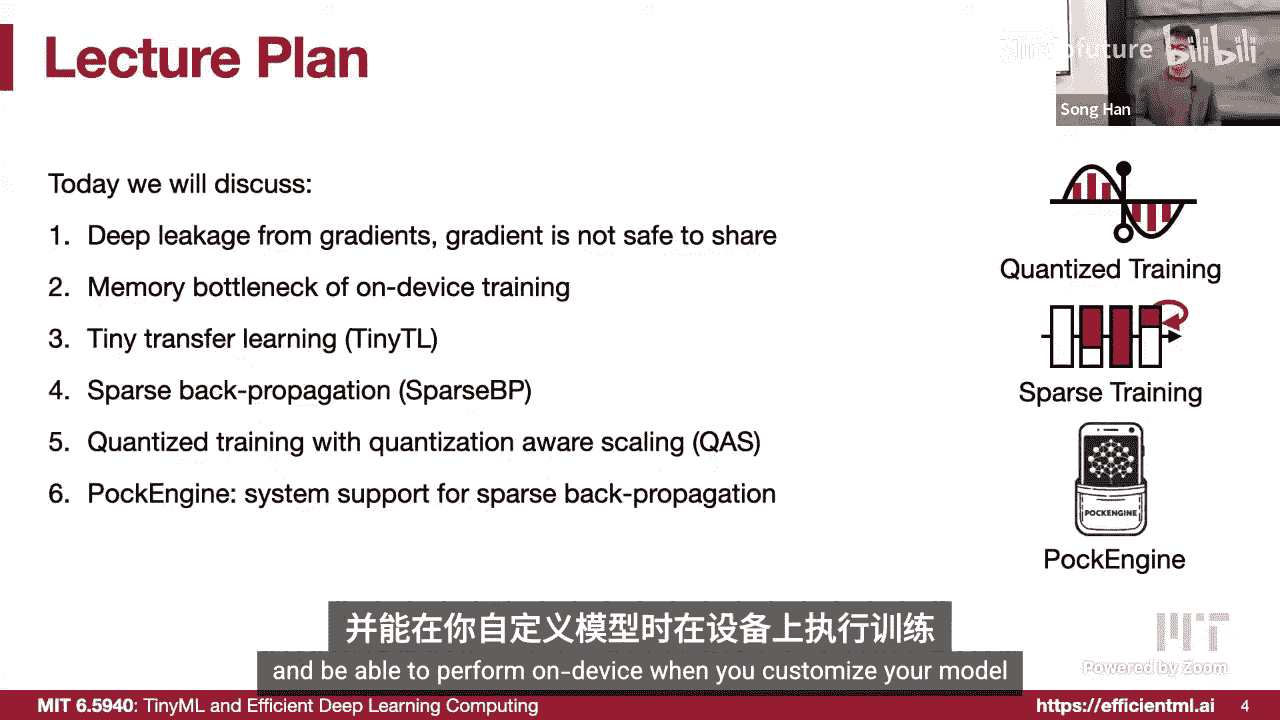 Lecture Plan
bilibili
Song Han
Today we will discuss:
1. Deep leakage from gradients, gradient is not safe to share
2. Memory bottleneck of on-device training
3. Tiny transfer learning (TinyTL)
4. Sparse back-propagation (SparseBP)
5. Quantized training with quantization aware scaling (QAS)
6. PockEngine: system support for sparse back-propagation
Quantized Training
Sparse Training
POCKENGINE
PockEngine
并能在你自定义模型时在设备上执行训练
and be able to perform on-device when you customize your model
MIT
Powered by Zoom
MIT 6.5940: TinyML and Efficient Deep Learning Computing
https://efficientml.ai
4